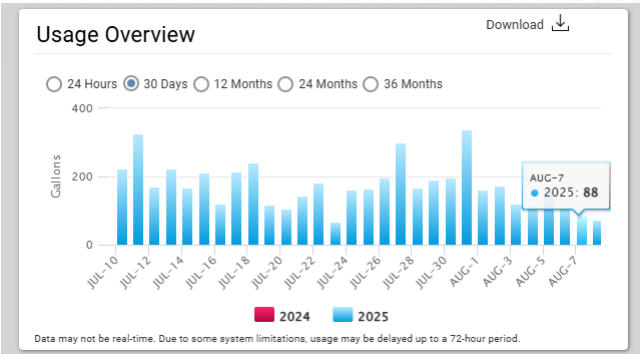 Usage Overview
Download
24 Hours 30 Days 12 Months 24 Months 36 Months
400
200
0
Gallons
AUG-7
2025: 88
JUL-10 JUL-12 JUL-14 JUL-16 JUL-18 JUL-20 JUL-22 JUL-24 JUL-26 JUL-28 JUL-30 AUG-1 AUG-3 AUG-5 AUG-7
2024 2025
Data may not be real-time. Due to some system limitations, usage may be delayed up to a 72-hour period.